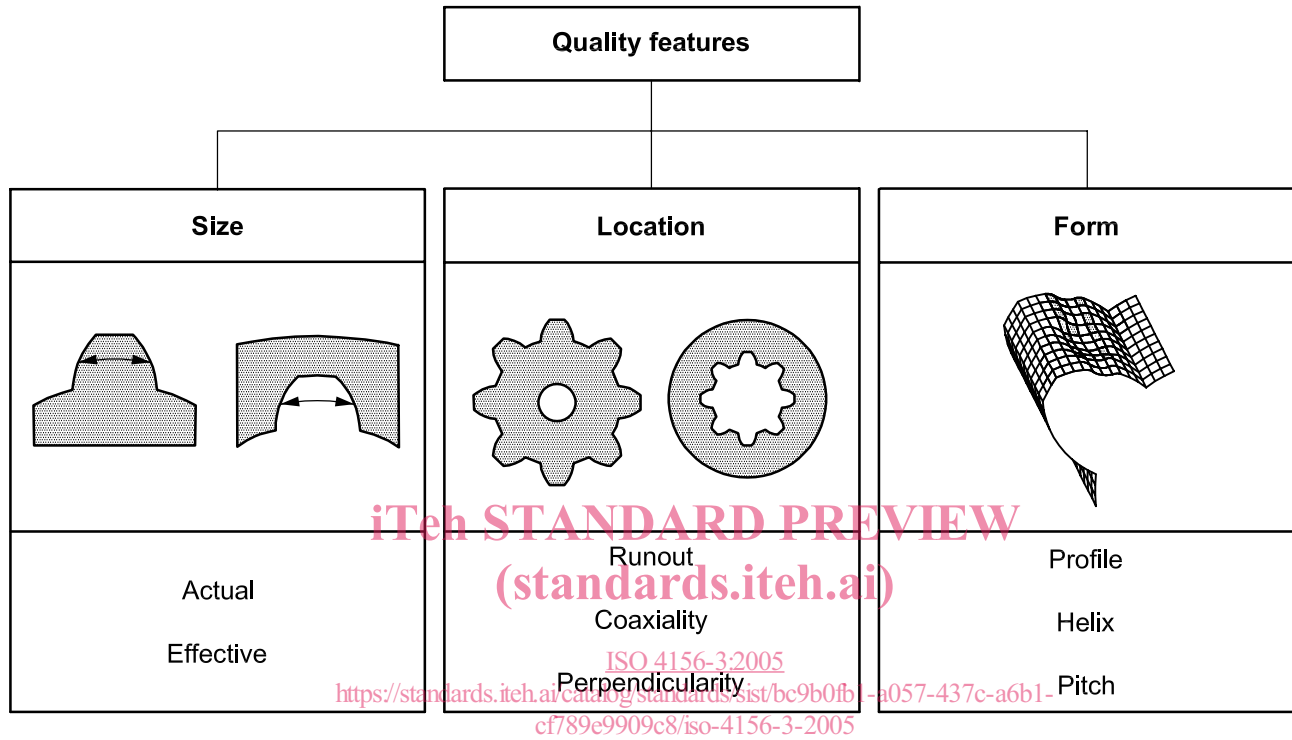 Quality features
Size
Location
Form
Actual
Effective
Runout
Coaxiality
Perpendicularity
Profile
Helix
Pitch
iTeh STANDARD PREVIEW
(standards.iteh.ai)
ISO 4156-3:2005
https://standards.iteh.ai/catalog/standards/sist/bc9b0fb1-a057-437c-a6b1-
cf789e9909c8/iso-4156-3-2005